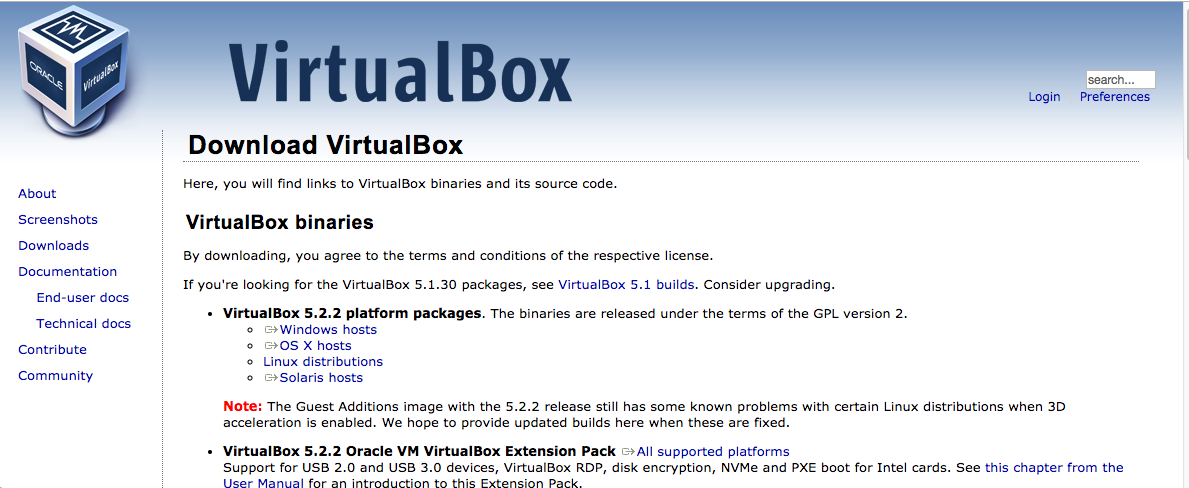 VM
ORACLE
VirtualBox
VirtualBox
search...
Login
Preferences
Download VirtualBox
Here, you will find links to VirtualBox binaries and its source code.
About
Screenshots
Downloads
Documentation
End-user docs
Technical docs
Contribute
Community
VirtualBox binaries
By downloading, you agree to the terms and conditions of the respective license.
If you're looking for the VirtualBox 5.1.30 packages, see VirtualBox 5.1 builds. Consider upgrading.
• VirtualBox 5.2.2 platform packages. The binaries are released under the terms of the GPL version 2.
Windows hosts
OS X hosts
Linux distributions
Solaris hosts
Note: The Guest Additions image with the 5.2.2 release still has some known problems with certain Linux distributions when 3D
acceleration is enabled. We hope to provide updated builds here when these are fixed.
• VirtualBox 5.2.2 Oracle VM VirtualBox Extension Pack All supported platforms
Support for USB 2.0 and USB 3.0 devices, VirtualBox RDP, disk encryption, NVMe and PXE boot for Intel cards. See this chapter from the
User Manual for an introduction to this Extension Pack.